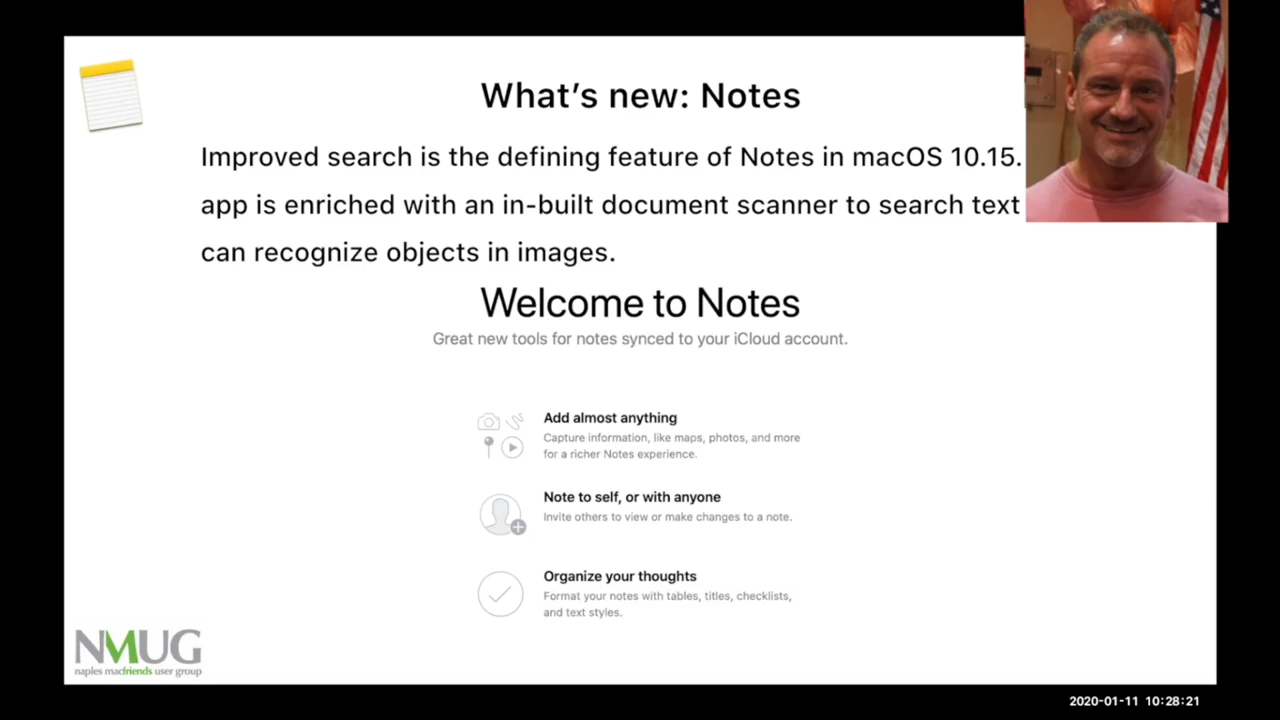 What's new: Notes
Improved search is the defining feature of Notes in macOS 10.15.
app is enriched with an in-built document scanner to search text
can recognize objects in images.
Welcome to Notes
Great new tools for notes synced to your iCloud account.
Add almost anything
Capture information, like maps, photos, and more
for a richer Notes experience.
Note to self, or with anyone
Invite others to view or make changes to a note.
Organize your thoughts
Format your notes with tables, titles, checklists,
and text styles.
NMUG
naples macfriends user group
2020-01-11 10:28:21